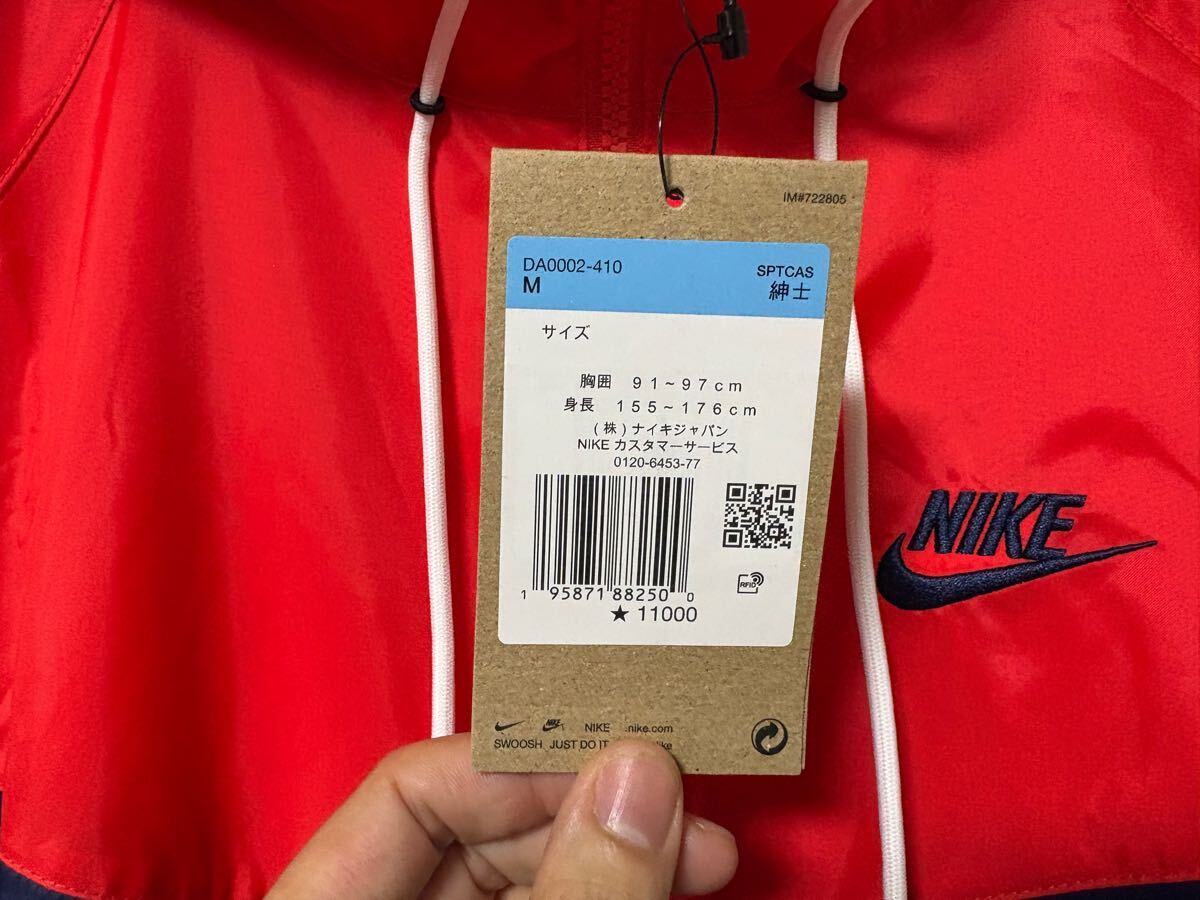 IM#722805
DA0002-410 SPTCAS
M 紳士
サイズ
胸囲 91~97cm
身長 155~176cm
(株)ナイキジャパン
NIKE カスタマーサービス
0120-6453-77
RFID
1 95871 88250 0
★ 11000
NIKE
NIKE NIKE nike.com
SWOOSH JUST DO IT